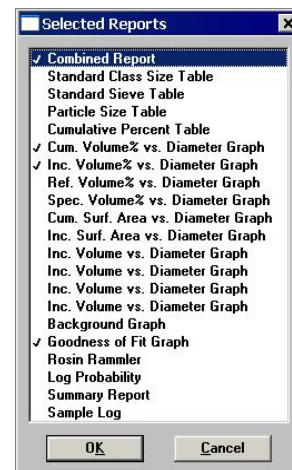 Selected Reports
✓ Combined Report
Standard Class Size Table
Standard Sieve Table
Particle Size Table
Cumulative Percent Table
✓ Cum. Volume% vs. Diameter Graph
✓ Inc. Volume% vs. Diameter Graph
Ref. Volume% vs. Diameter Graph
Spec. Volume% vs. Diameter Graph
Cum. Surf. Area vs. Diameter Graph
Inc. Surf. Area vs. Diameter Graph
Inc. Volume vs. Diameter Graph
Inc. Volume vs. Diameter Graph
Inc. Volume vs. Diameter Graph
Inc. Volume vs. Diameter Graph
Background Graph
✓ Goodness of Fit Graph
Rosin Rammler
Log Probability
Summary Report
Sample Log
OK Cancel